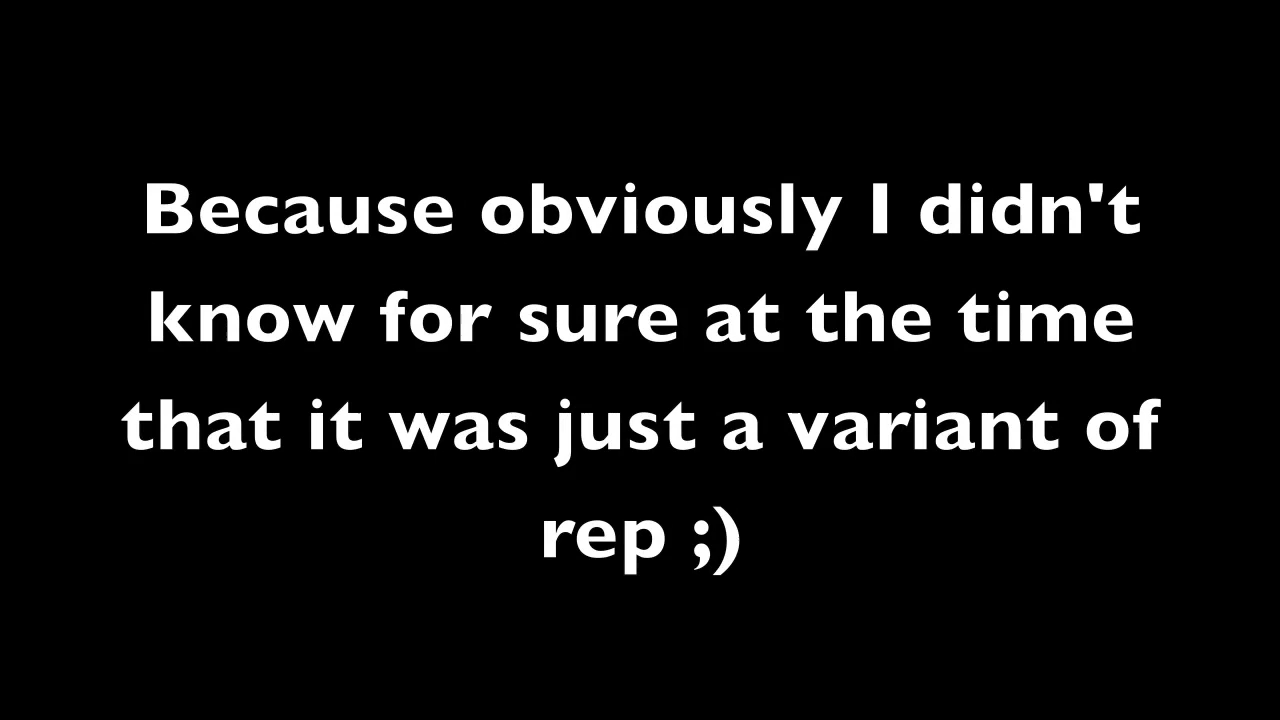 Because obviously I didn't
know for sure at the time
that it was just a variant of
rep ;)